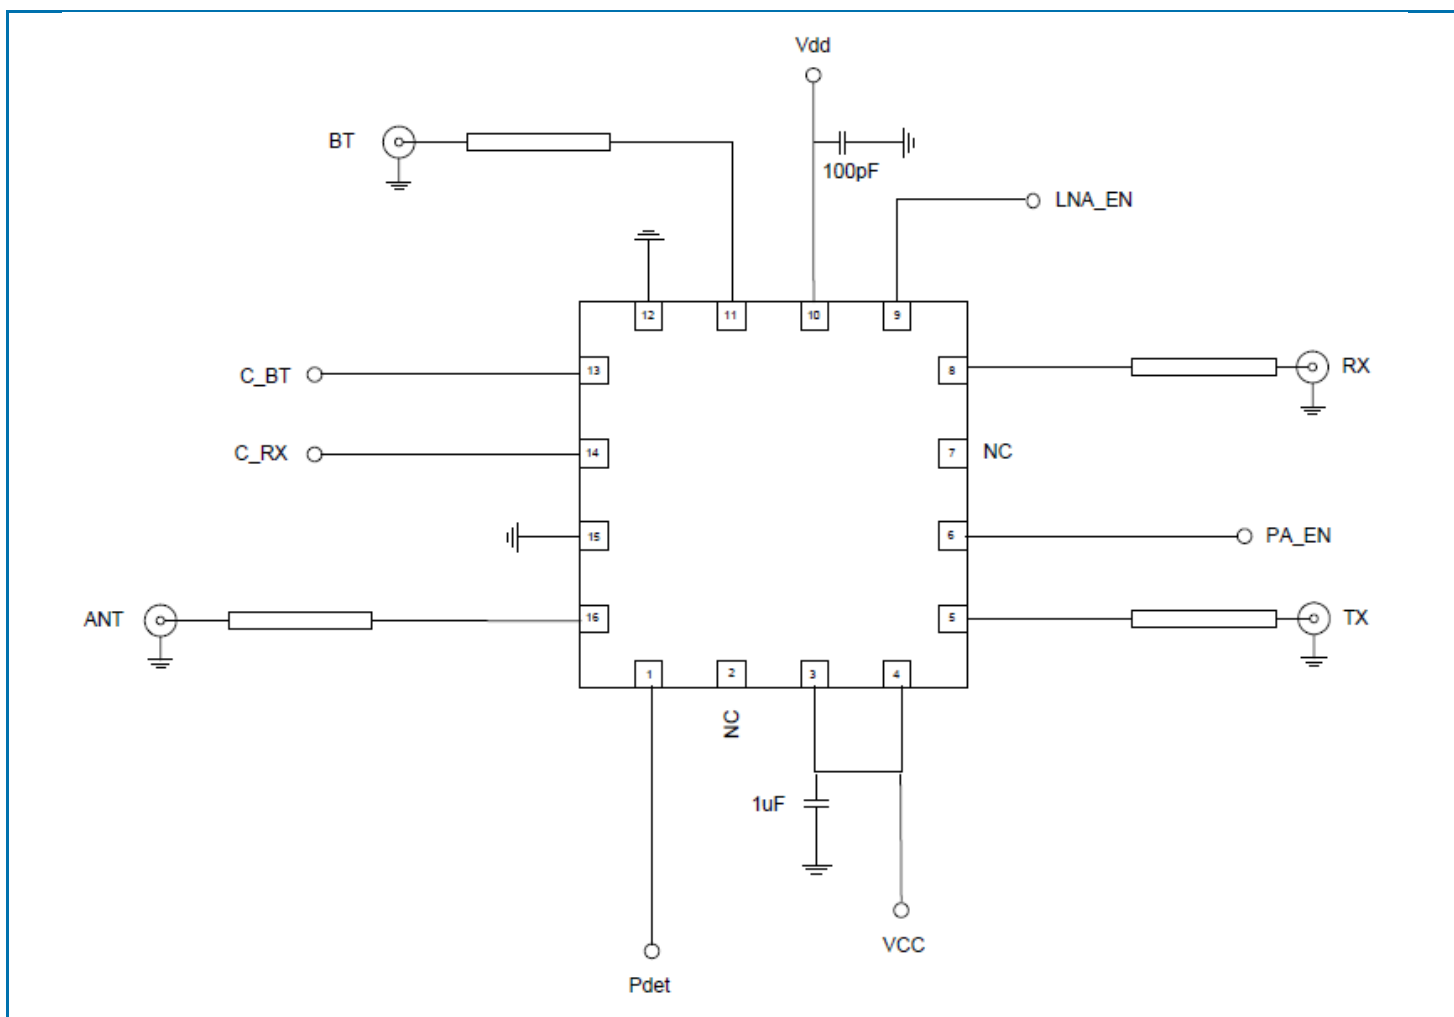 Vdd
BT
100pF
LNA_EN
12
11
10
9
C_BT
13
8
RX
C_RX
14
7
NC
15
6
PA_EN
ANT
16
5
TX
1
2
3
4
NC
1uF
VCC
Pdet